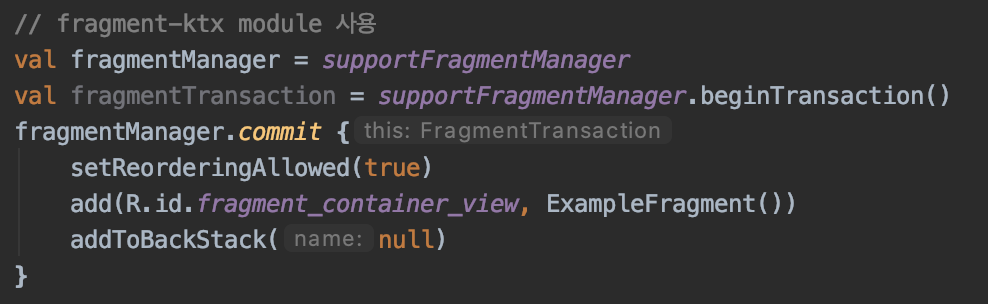 // fragment-ktx module 사용
val fragmentManager = supportFragmentManager
val fragmentTransaction = supportFragmentManager.beginTransaction()
fragmentManager.commit { this: FragmentTransaction
    setReorderingAllowed(true)
    add(R.id.fragment_container_view, ExampleFragment())
    addToBackStack( name: null)
}